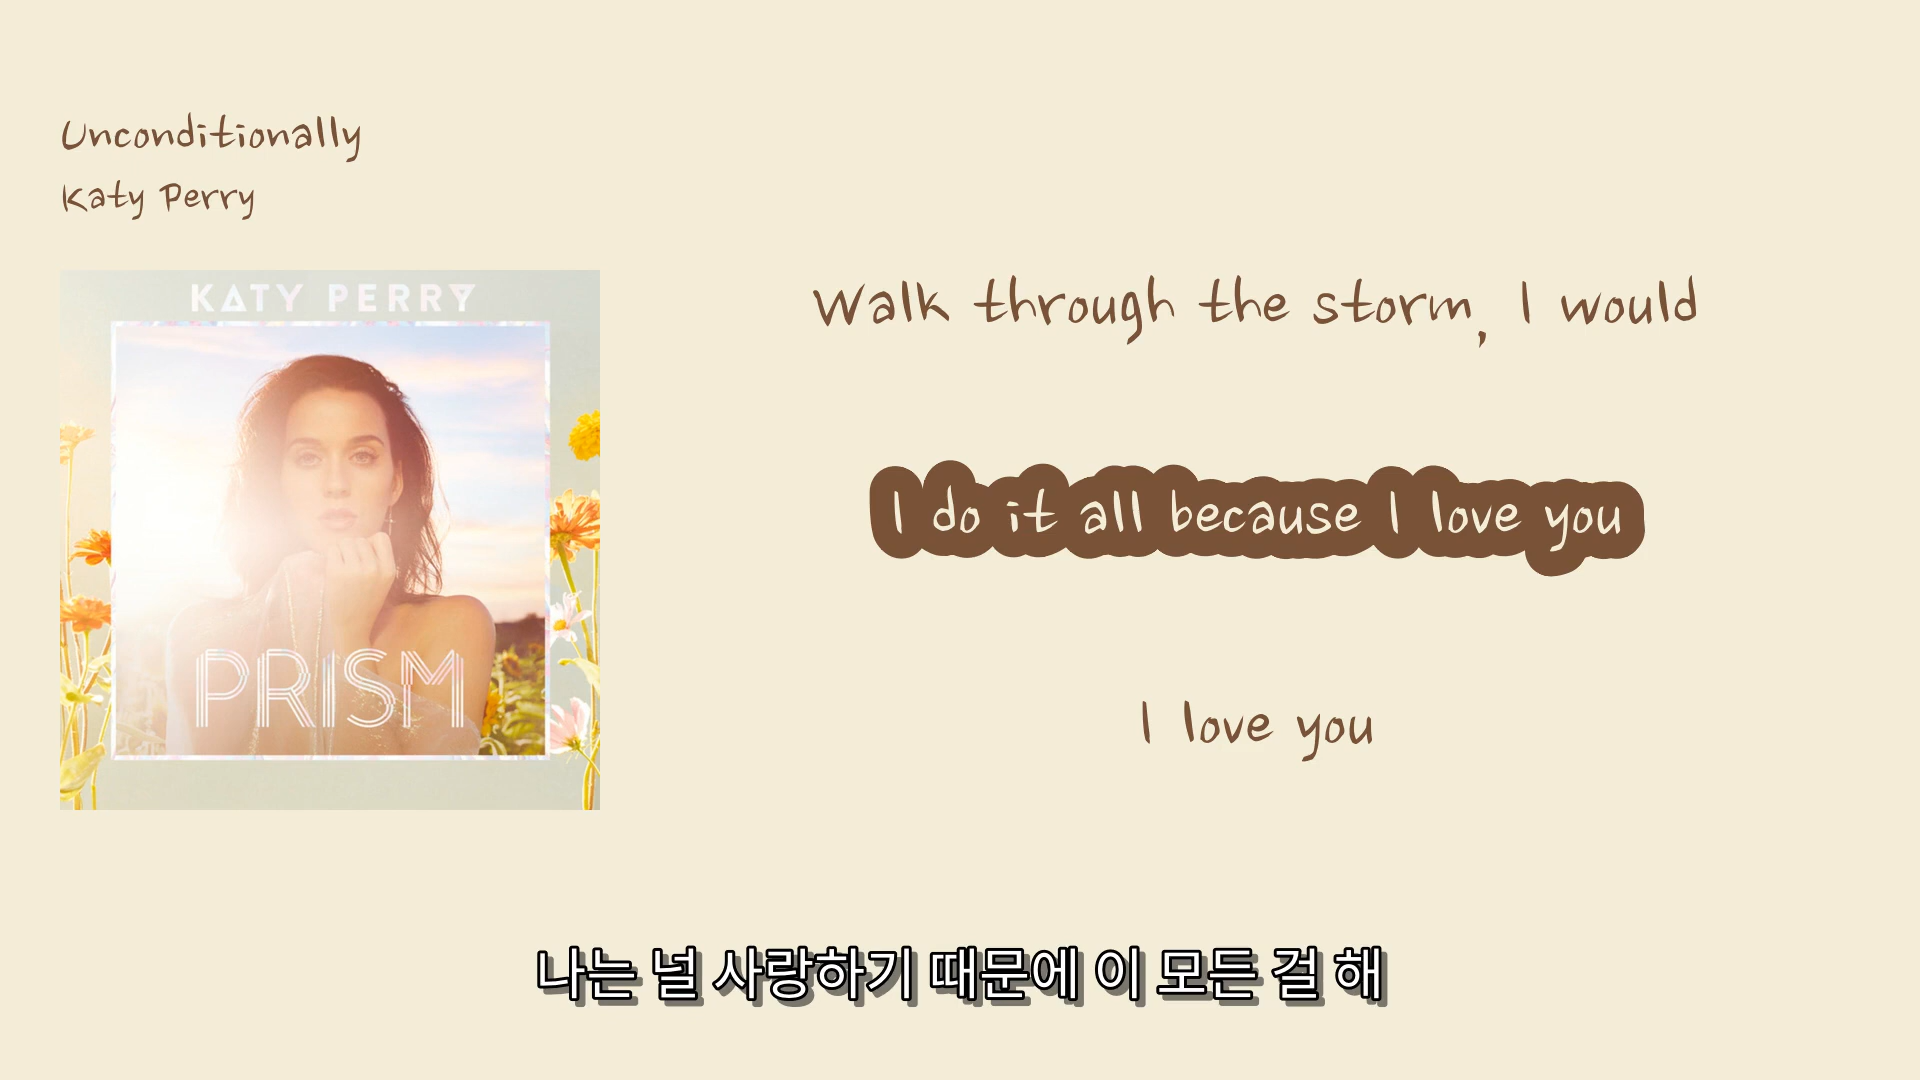 Unconditionally
Katy Perry
KATY PERRY
PRISM
Walk through the storm, I would
I do it all because I love you
I love you
나는 널 사랑하기 때문에 이 모든 걸 해